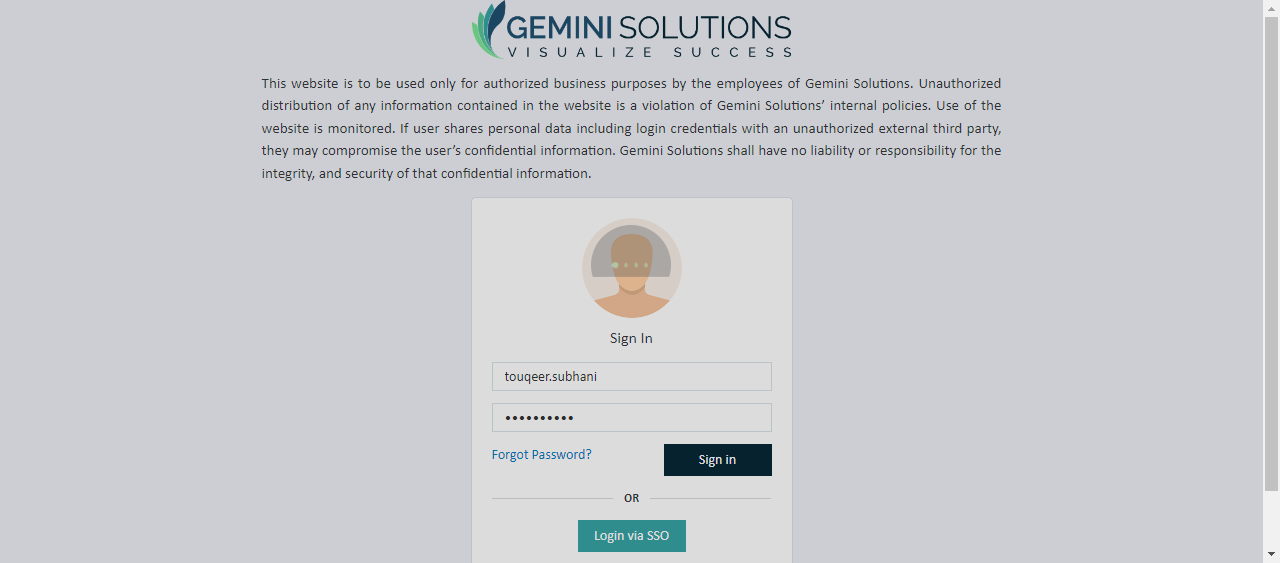 GEMINI SOLUTIONS
VISUALIZE SUCCESS
This website is to be used only for authorized business purposes by the employees of Gemini Solutions. Unauthorized
distribution of any information contained in the website is a violation of Gemini Solutions’ internal policies. Use of the
website is monitored. If user shares personal data including login credentials with an unauthorized external third party,
they may compromise the user’s confidential information. Gemini Solutions shall have no liability or responsibility for the
integrity, and security of that confidential information.
Sign In
touqeer.subhani
••••••••••
Forgot Password?
Sign in
OR
Login via SSO